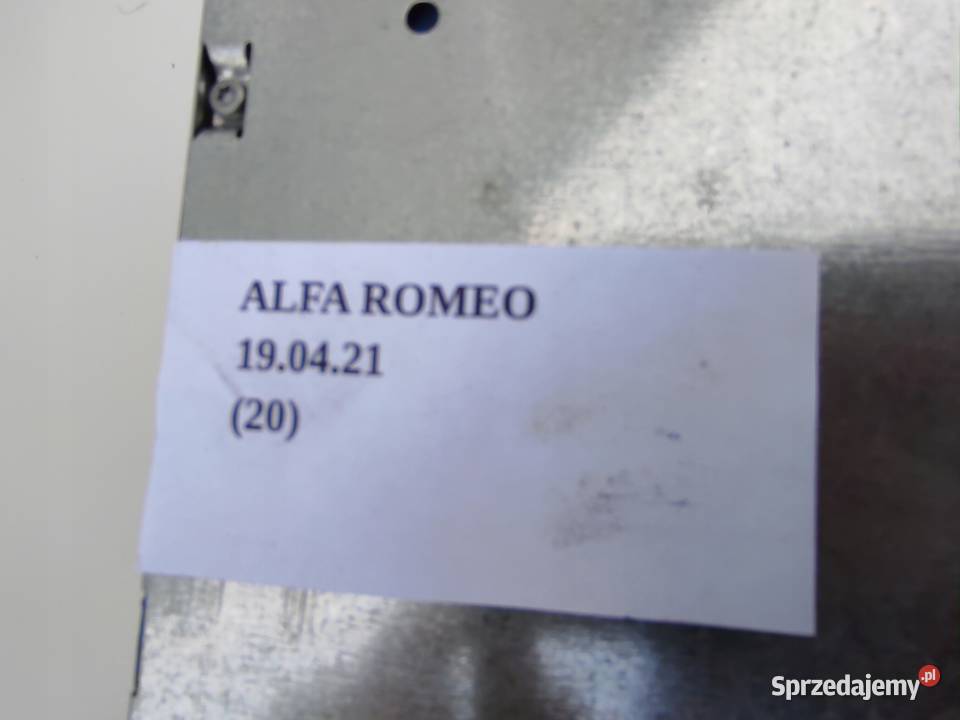 ALFA ROMEO
19.04.21
(20)
Sprzedajemy.pl